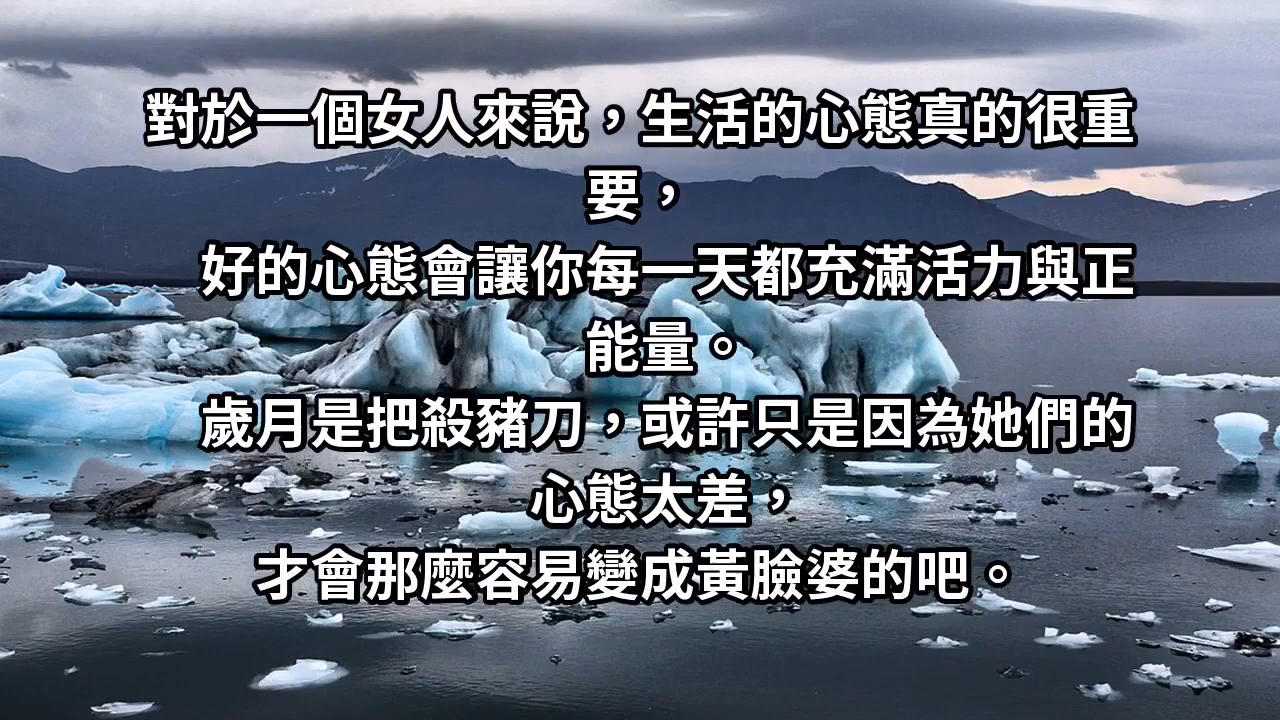 對於一個女人來說，生活的心態真的很重
要，
好的心態會讓你每一天都充滿活力與正
能量。
歲月是把殺豬刀，或許只是因為她們的
心態太差，
才會那麼容易變成黃臉婆的吧。